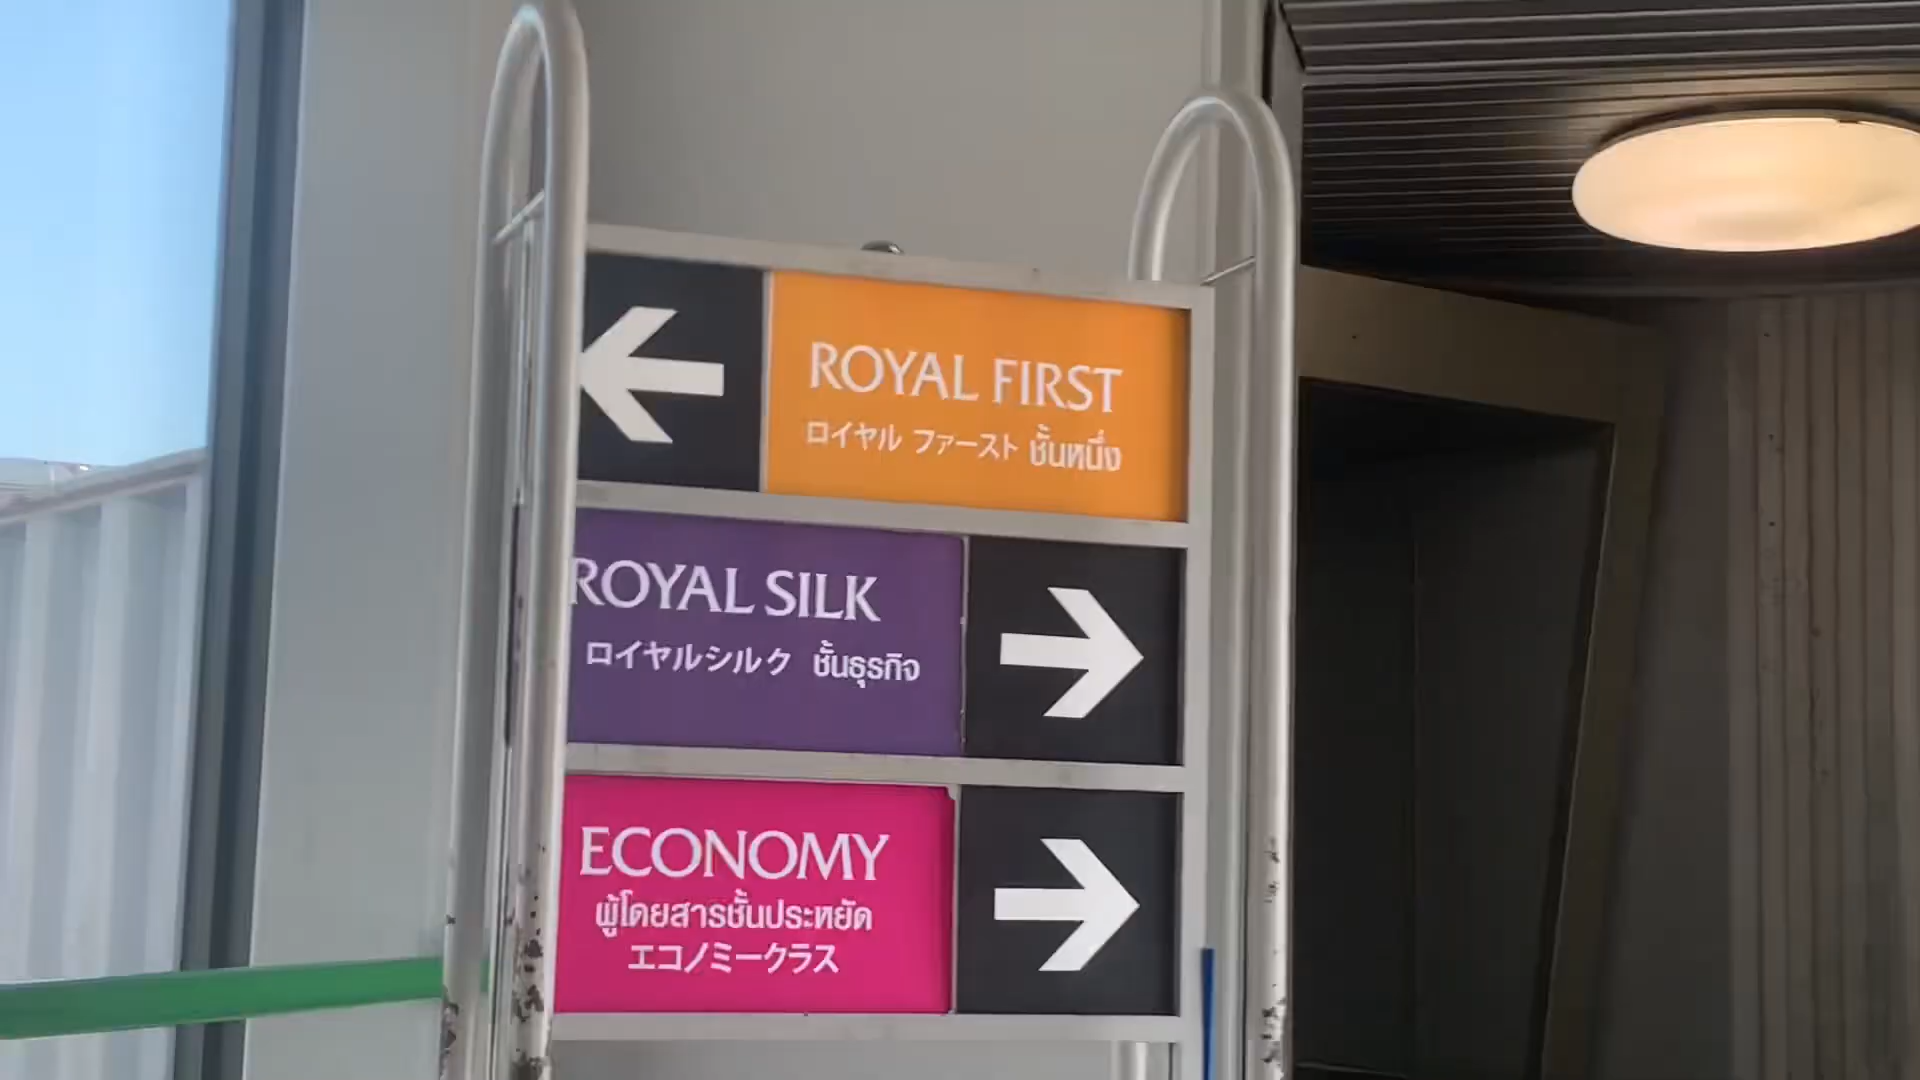 ROYAL FIRST
ロイヤル ファースト ชั้นหนึ่ง
ROYAL SILK
ロイヤルシルク ชั้นธุรกิจ
ECONOMY
ผู้โดยสารชั้นประหยัด
エコノミークラス